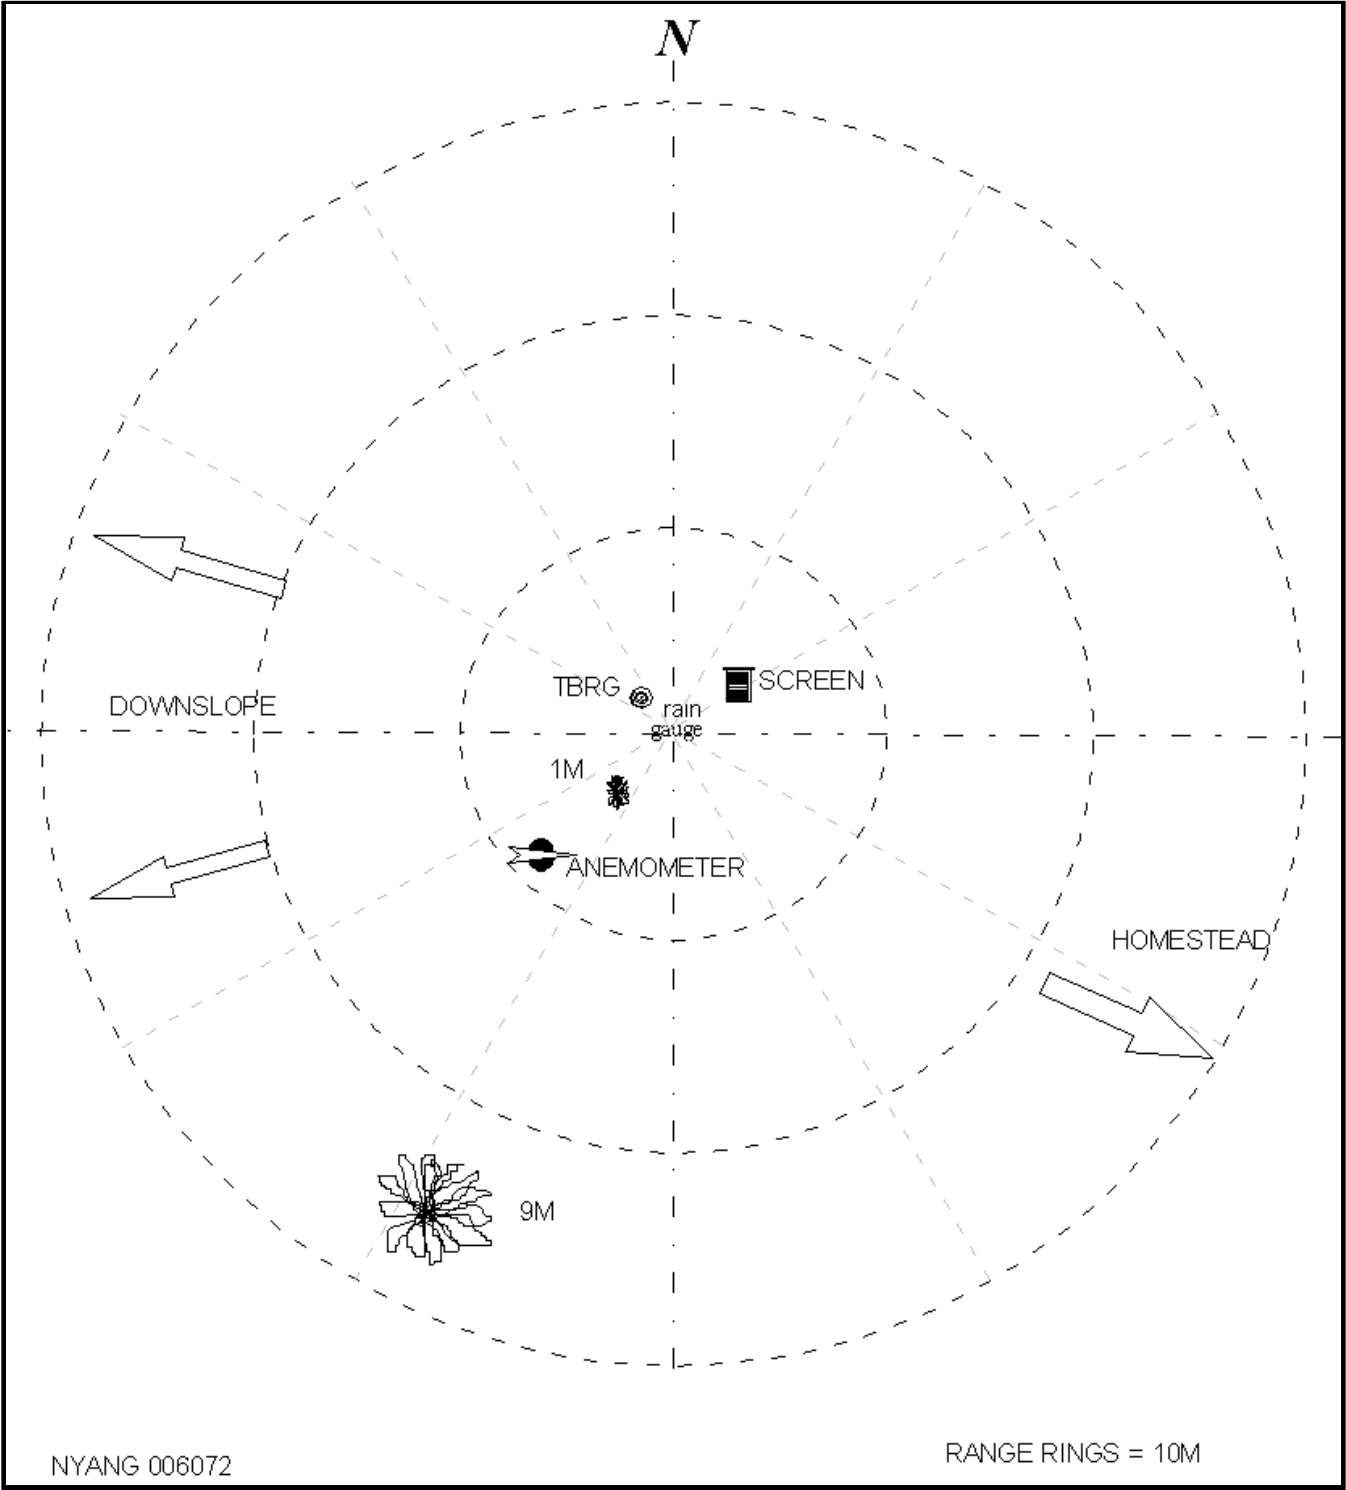 N
TBRG
SCREEN
rain
gauge
DOWNSLOPE
1M
ANEMOMETER
HOMESTEAD
9M
NYANG 006072
RANGE RINGS = 10M